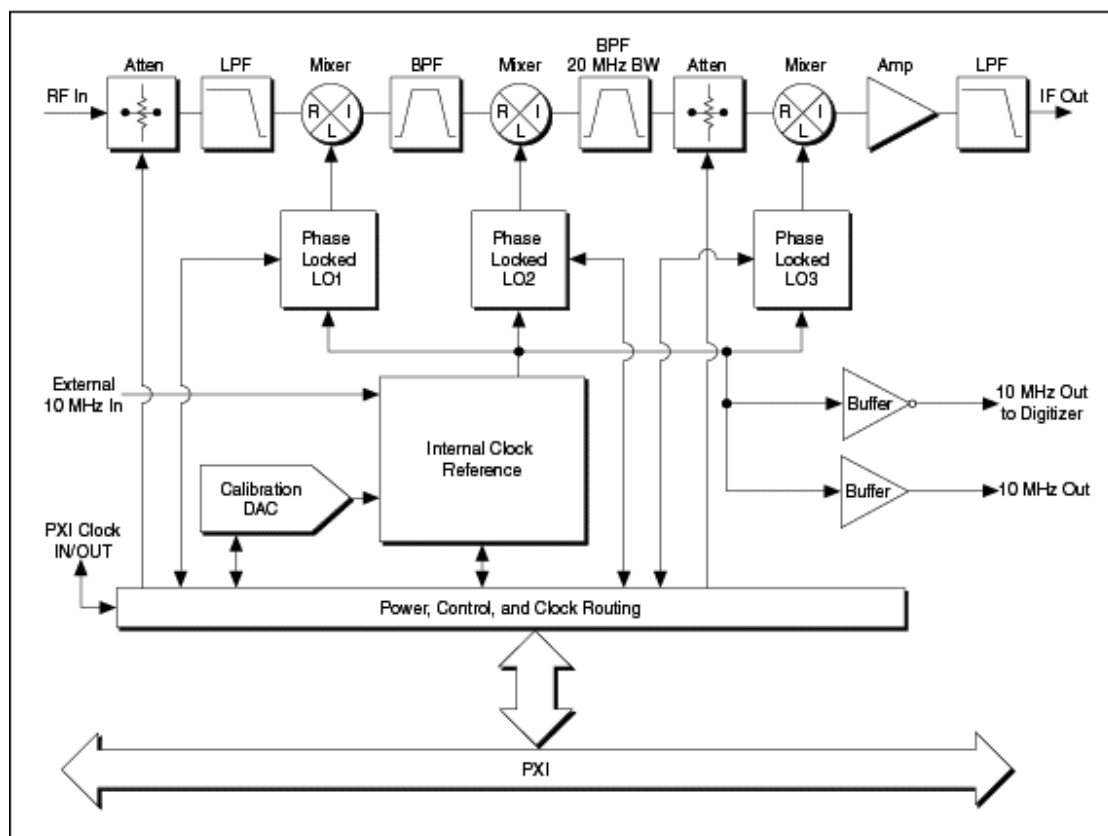 BPF
20 MHz BW
Atten
LPF
Mixer
BPF
Mixer
Atten
Mixer
Amp
LPF
RF In
R
I
L
R
I
L
R
I
L
IF Out
Phase
Locked
LO1
Phase
Locked
LO2
Phase
Locked
LO3
External
10 MHz In
Internal Clock
Reference
Buffer
10 MHz Out
to Digitizer
Calibration
DAC
Buffer
10 MHz Out
PXI Clock
IN/OUT
Power, Control, and Clock Routing
PXI